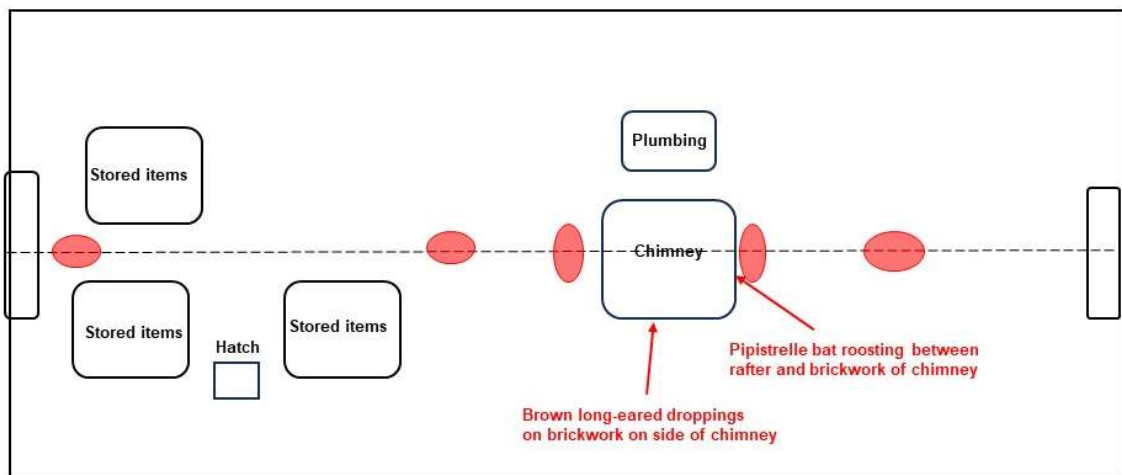 Plumbing
Stored items
Chimney
Stored items
Stored items
Hatch
Pipistrelle bat roosting between
rafter and brickwork of chimney
Brown long-eared droppings
on brickwork on side of chimney